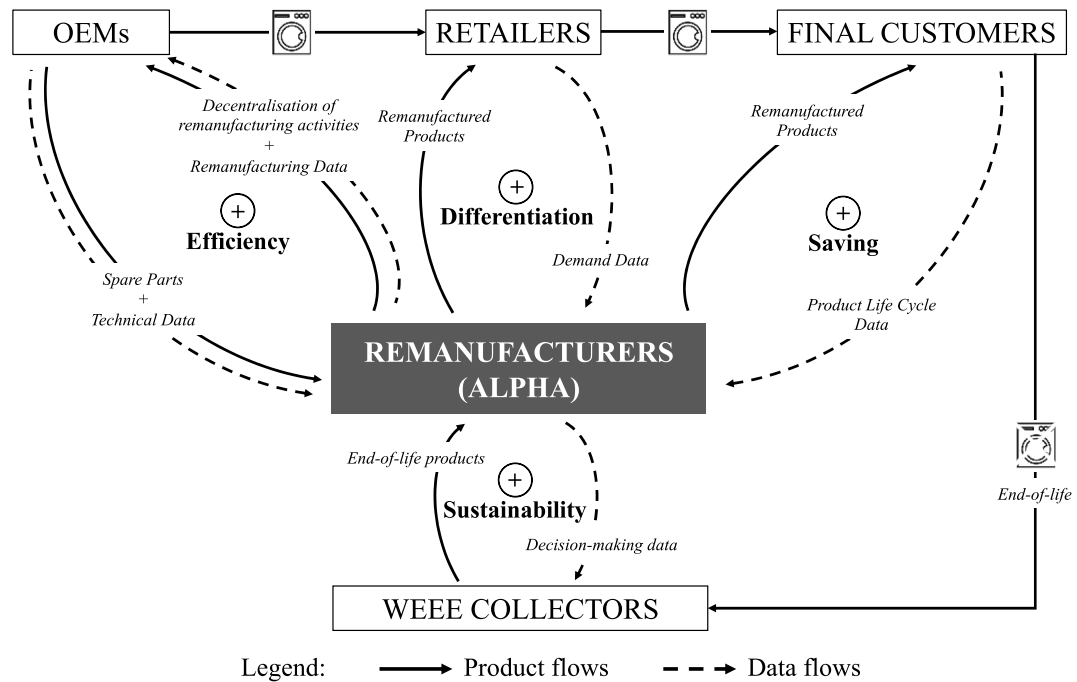 OEMs
RETAILERS
FINAL CUSTOMERS
Decentralisation of
remanufacturing activities
+
Remanufacturing Data
Remanufactured
Products
Remanufactured
Products
+
Efficiency
+
Differentiation
+
Saving
Demand Data
Spare Parts
+
Technical Data
Product Life Cycle
Data
REMANUFACTURERS
(ALPHA)
End-of-life products
+
Sustainability
End-of-life
Decision-making data
WEEE COLLECTORS
Legend:
Product flows
Data flows